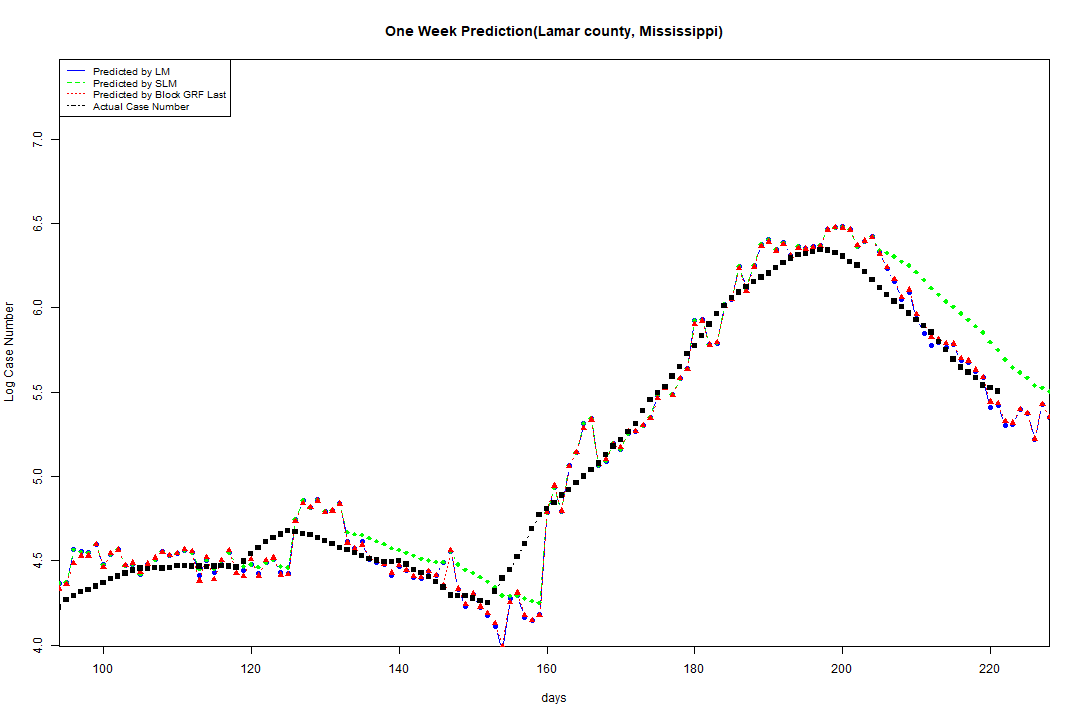 One Week Prediction(Lamar county, Mississippi)
Predicted by LM
Predicted by SLM
Predicted by Block GRF Last
Actual Case Number
7.0
6.5
6.0
5.5
5.0
4.5
4.0
Log Case Number
100 120 140 160 180 200 220
days